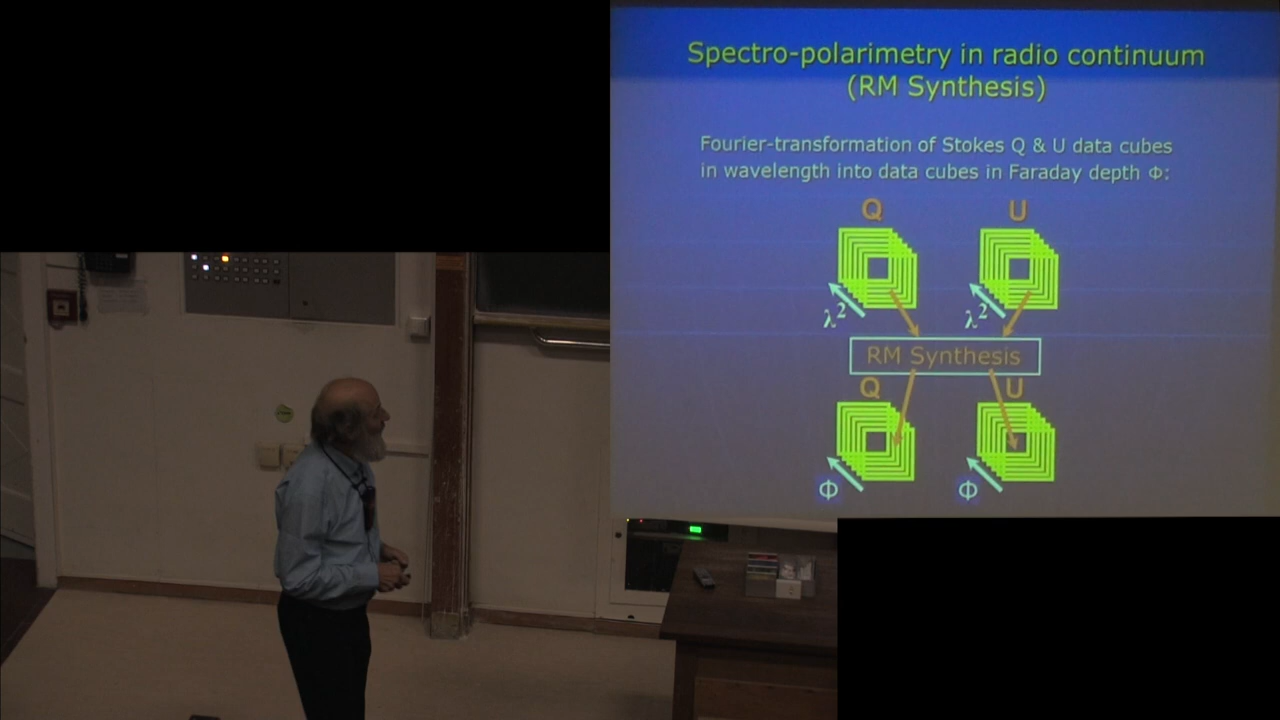 Spectro-polarimetry in radio continuum
(RM Synthesis)
Fourier-transformation of Stokes Q & U data cubes
in wavelength into data cubes in Faraday depth Φ:
Q U
λ² λ²
RM Synthesis
Q U
Φ Φ